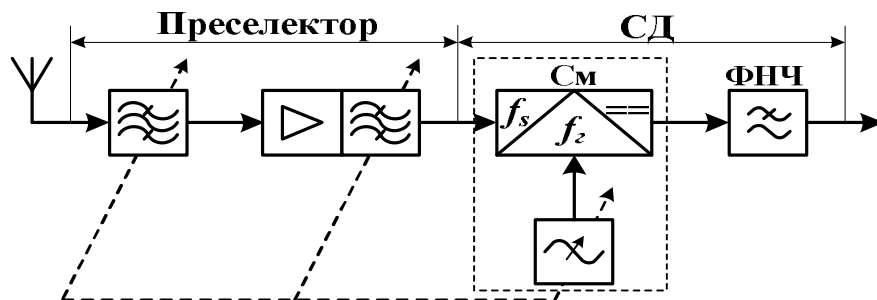 Преселектор
СД
См
ФНЧ
fs
fг
==